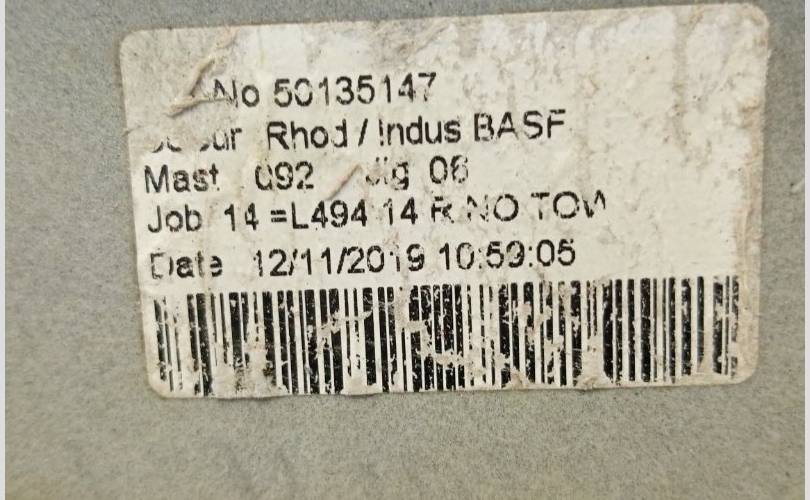 No 50135147
Rhod / Indus BASF
Mast 092 Jig 06
Job 14 =L494 14 R NO TOW
Date 12/11/2019 10:59:05